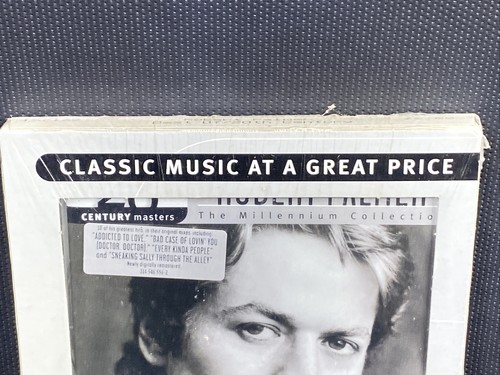 CLASSIC MUSIC AT A GREAT PRICE
20
ROBERT PALMER
CENTURY masters
The Millennium Collectio
10 of his greatest hits in their original mixes, including
"ADDICTED TO LOVE," "BAD CASE OF LOVIN' YOU
(DOCTOR, DOCTOR)," "EVERY KINDA PEOPLE"
and "SNEAKING SALLY THROUGH THE ALLEY"
Newly digitally remastered